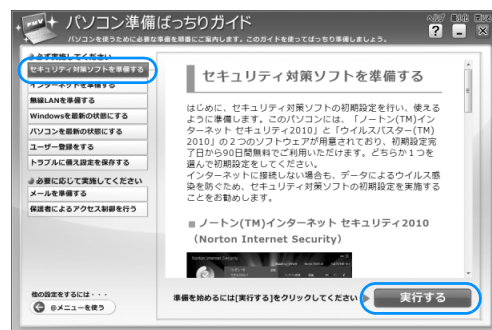 パソコン準備ばっちりガイド
パソコンを使うために必要な準備を順番にご案内します。このガイドを使ってばっちり準備しましょう。
ヘルプ 最小化 閉じる
必ず実施してください
セキュリティ対策ソフトを準備する
インターネットを準備する
無線LANを準備する
Windowsを最新の状態にする
パソコンを最新の状態にする
ユーザー登録をする
トラブルに備え設定を保存する
必要に応じて実施してください
メールを準備する
保護者によるアクセス制御を行う
他の設定をするには・・・
@メニューを使う
セキュリティ対策ソフトを準備する
はじめに、セキュリティ対策ソフトの初期設定を行い、使える
ように準備します。このパソコンには、「ノートン(TM)イン
ターネット セキュリティ2010」と「ウイルスバスター(TM)
2010」の２つのソフトウェアが用意されており、初期設定完
了日から90日間無料でご利用いただけます。どちらか１つを
選んで初期設定をしてください。
インターネットに接続しない場合も、データによるウイルス感
染を防ぐため、セキュリティ対策ソフトの初期設定を実施する
ことをお勧めします。
■ ノートン(TM)インターネット セキュリティ2010
（Norton Internet Security）
Norton Internet Security
準備を始めるには[実行する]をクリックしてください
実行する